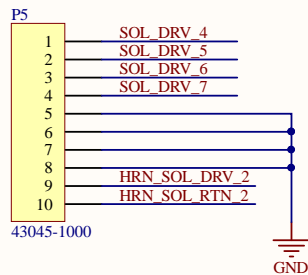 P5
1 SOL_DRV_4
2 SOL_DRV_5
3 SOL_DRV_6
4 SOL_DRV_7
5
6
7
8
9 HRN_SOL_DRV_2
10 HRN_SOL_RTN_2
43045-1000
GND